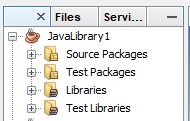 Files Servi...
JavaLibrary1
Source Packages
Test Packages
Libraries
Test Libraries